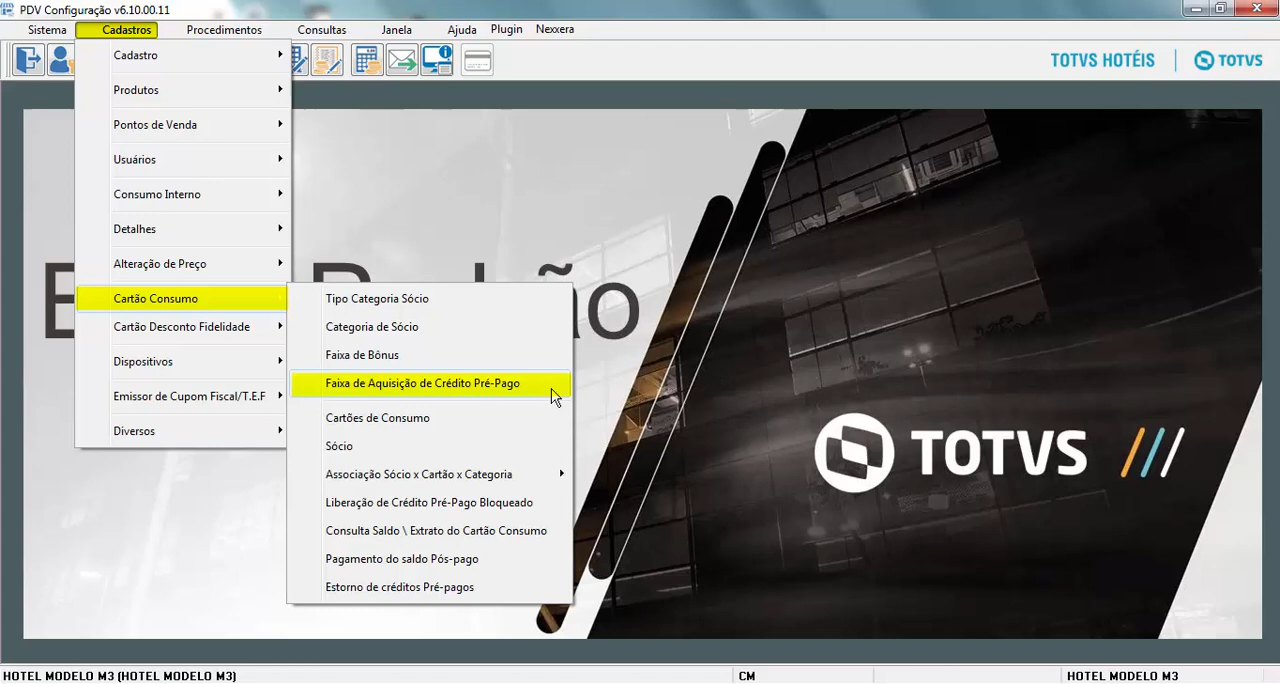 PDV Configuração v6.10.00.11
Sistema Cadastros Procedimentos Consultas Janela Ajuda Plugin Nexxera
TOTVS HOTÉIS TOTVS
Cadastro
Produtos
Pontos de Venda
Usuários
Consumo Interno
Detalhes
Alteração de Preço
Cartão Consumo
Cartão Desconto Fidelidade
Dispositivos
Emissor de Cupom Fiscal/T.E.F
Diversos
Tipo Categoria Sócio
Categoria de Sócio
Faixa de Bônus
Faixa de Aquisição de Crédito Pré-Pago
Cartões de Consumo
Sócio
Associação Sócio x Cartão x Categoria
Liberação de Crédito Pré-Pago Bloqueado
Consulta Saldo \ Extrato do Cartão Consumo
Pagamento do saldo Pós-pago
Estorno de créditos Pré-pagos
TOTVS
HOTEL MODELO M3 (HOTEL MODELO M3) CM HOTEL MODELO M3